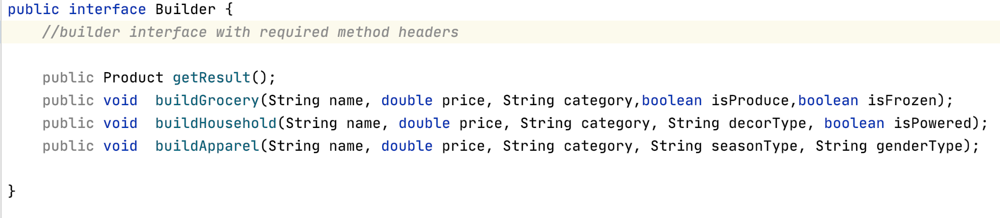 public interface Builder {
//builder interface with required method headers
public Product getResult();
public void  buildGrocery(String name, double price, String category,boolean isProduce,boolean isFrozen);
public void  buildHousehold(String name, double price, String category, String decorType, boolean isPowered);
public void  buildApparel(String name, double price, String category, String seasonType, String genderType);
}